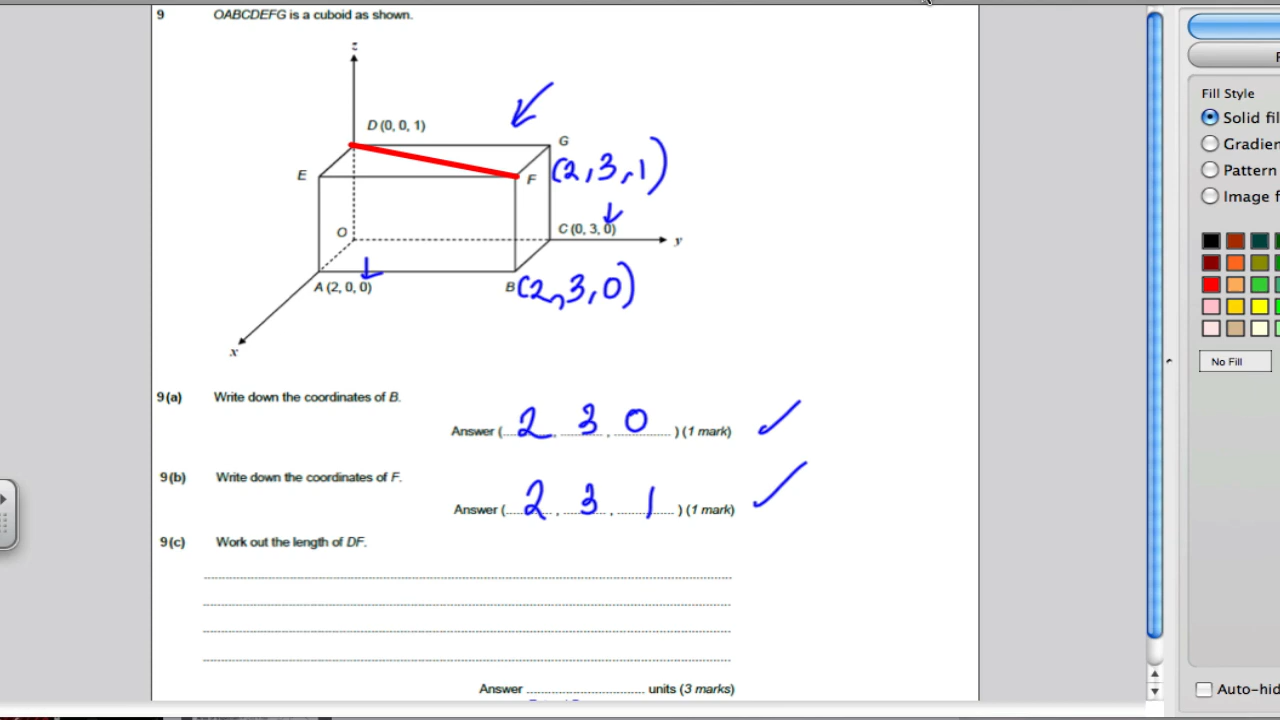 9 OABCDEFG is a cuboid as shown.
z
D (0, 0, 1)
G
E
F (2, 3, 1)
O
C (0, 3, 0)
y
A (2, 0, 0)
B (2, 3, 0)
x
9 (a) Write down the coordinates of B.
Answer ( 2 , 3 , 0 ) (1 mark)
9 (b) Write down the coordinates of F.
Answer ( 2 , 3 , 1 ) (1 mark)
9 (c) Work out the length of DF.
Answer ........................ units (3 marks)
Fill Style
Solid fil
Gradien
Pattern
Image f
No Fill
Auto-hid